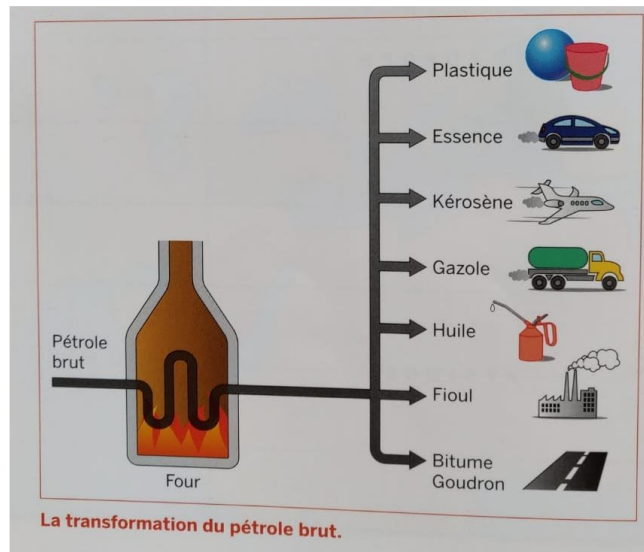 Plastique
Essence
Kérosène
Gazole
Huile
Pétrole
brut
Fioul
Four
Bitume
Goudron
La transformation du pétrole brut.